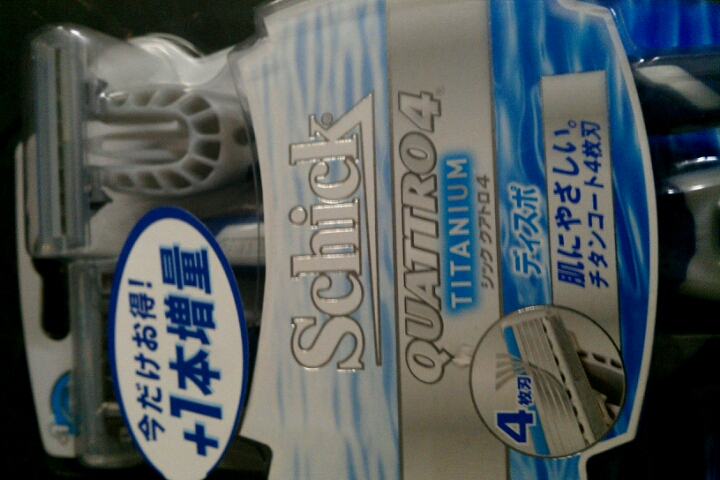 Schick®
QUATTRO4®
TITANIUM
シック クアトロ4
ディスポ
肌にやさしい。
チタンコート4枚刃
4枚刃
今だけお得!
+1本増量